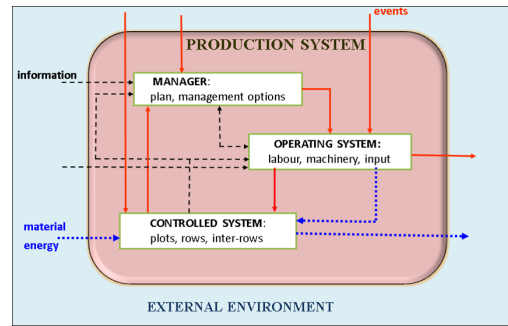 events
PRODUCTION SYSTEM
information
MANAGER:
plan, management options
OPERATING SYSTEM:
labour, machinery, input
material
energy
CONTROLLED SYSTEM:
plots, rows, inter-rows
EXTERNAL ENVIRONMENT